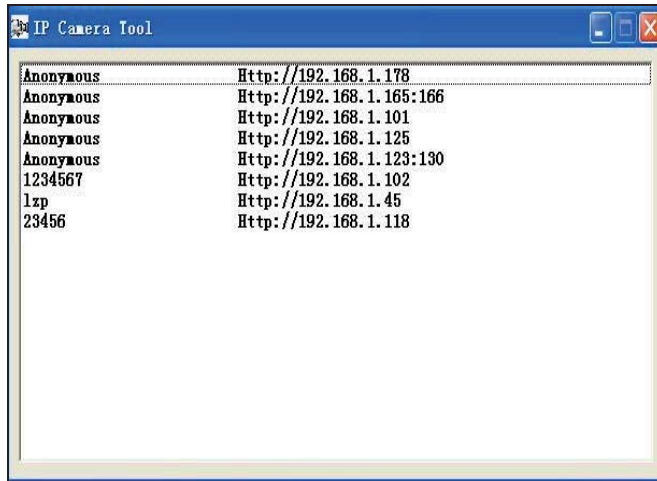 IP Camera Tool
Anonymous Http://192.168.1.178
Anonymous Http://192.168.1.165:166
Anonymous Http://192.168.1.101
Anonymous Http://192.168.1.125
Anonymous Http://192.168.1.123:130
1234567 Http://192.168.1.102
lzp Http://192.168.1.45
23456 Http://192.168.1.118